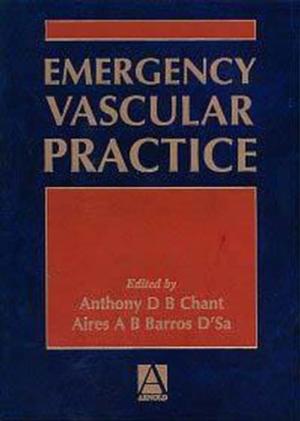 EMERGENCY
VASCULAR
PRACTICE
Edited by
Anthony D B Chant
Aires A B Barros D'Sa
A
ARNOLD